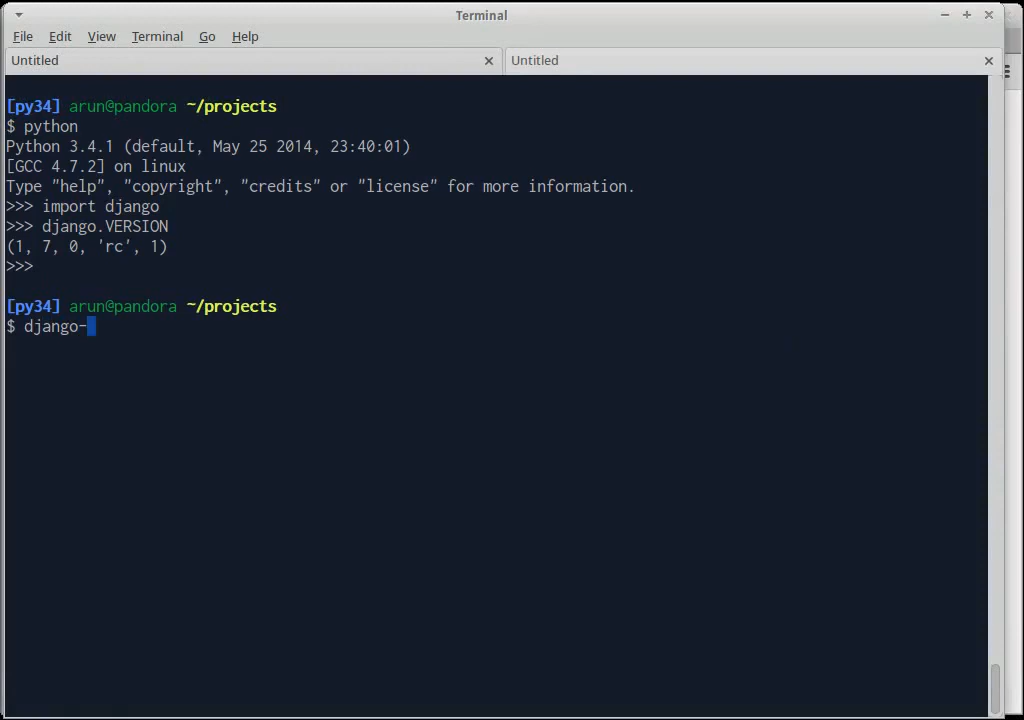 Terminal
File Edit View Terminal Go Help
Untitled Untitled
[py34] arun@pandora ~/projects
$ python
Python 3.4.1 (default, May 25 2014, 23:40:01)
[GCC 4.7.2] on linux
Type "help", "copyright", "credits" or "license" for more information.
>>> import django
>>> django.VERSION
(1, 7, 0, 'rc', 1)
>>>
[py34] arun@pandora ~/projects
$ django-